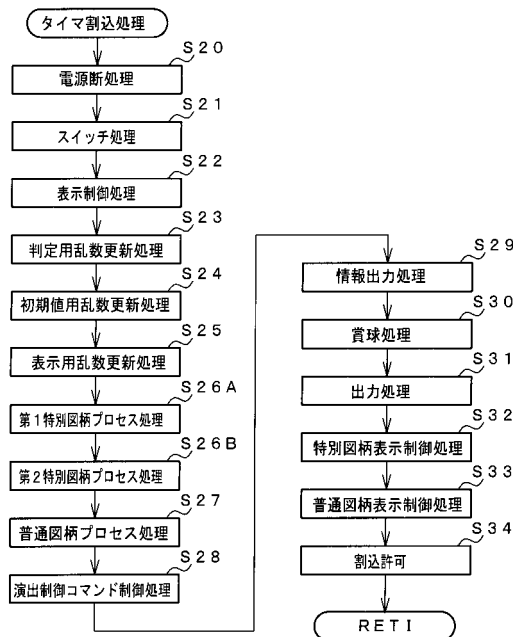 タイマ割込処理
S20
電源断処理
S21
スイッチ処理
S22
表示制御処理
S23
判定用乱数更新処理
S24
初期値用乱数更新処理
S25
表示用乱数更新処理
S26A
第1特別図柄プロセス処理
S26B
第2特別図柄プロセス処理
S27
普通図柄プロセス処理
S28
演出制御コマンド制御処理
S29
情報出力処理
S30
賞球処理
S31
出力処理
S32
特別図柄表示制御処理
S33
普通図柄表示制御処理
S34
割込許可
RETI